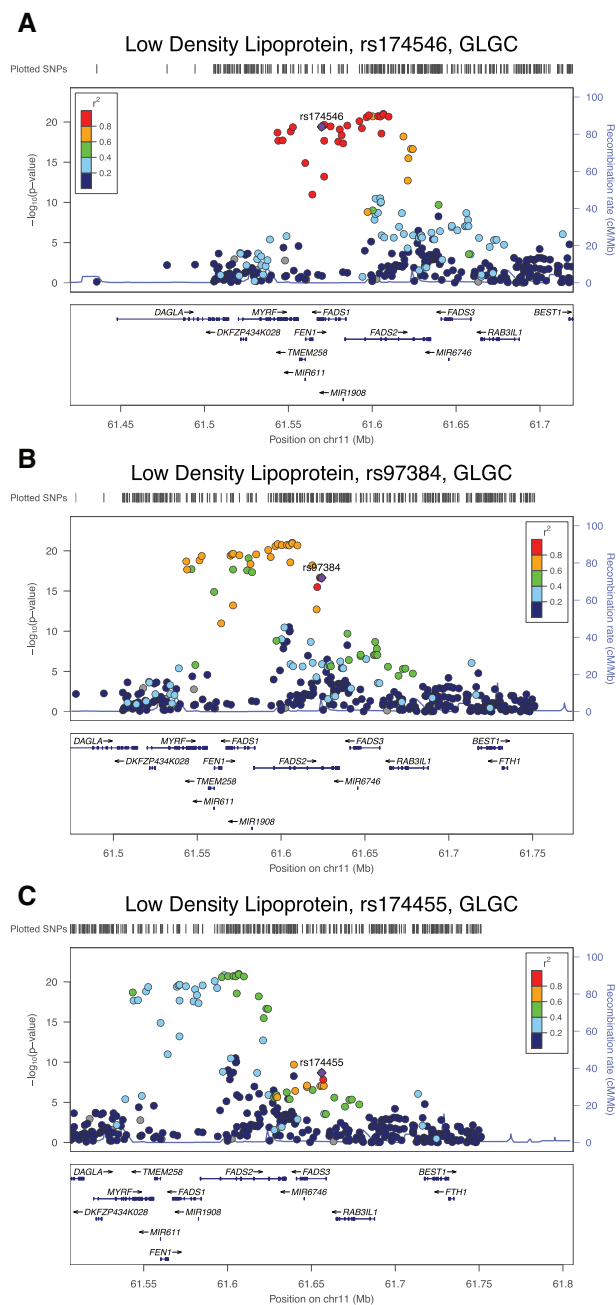 A
Low Density Lipoprotein, rs174546, GLGC
Plotted SNPs
r2
0.8
0.6
0.4
0.2
rs174546
20
15
10
5
0
−log10(p−value)
100
80
60
40
20
0
Recombination rate (cM/Mb)
DAGLA→ MYRF→ ←FADS1 ←FADS3 BEST1→
←DKFZP434K028 FEN1→ FADS2→ ←RAB3IL1
←TMEM258 ←MIR6746
←MIR611
←MIR1908
61.45 61.5 61.55 61.6 61.65 61.7
Position on chr11 (Mb)
B
Low Density Lipoprotein, rs97384, GLGC
Plotted SNPs
r2
0.8
0.6
0.4
0.2
rs97384
20
15
10
5
0
−log10(p−value)
100
80
60
40
20
0
Recombination rate (cM/Mb)
DAGLA→ MYRF→ ←FADS1 ←FADS3 BEST1→
←DKFZP434K028 FEN1→ FADS2→ ←RAB3IL1 ←FTH1
←TMEM258 ←MIR6746
←MIR611
←MIR1908
61.5 61.55 61.6 61.65 61.7 61.75
Position on chr11 (Mb)
C
Low Density Lipoprotein, rs174455, GLGC
Plotted SNPs
r2
0.8
0.6
0.4
0.2
rs174455
20
15
10
5
0
−log10(p−value)
100
80
60
40
20
0
Recombination rate (cM/Mb)
DAGLA→ ←TMEM258 FADS2→ ←FADS3 BEST1→
MYRF→ ←FADS1 ←MIR6746 ←FTH1
←DKFZP434K028 ←MIR1908 ←RAB3IL1
←MIR611
FEN1→
61.55 61.6 61.65 61.7 61.75 61.8
Position on chr11 (Mb)